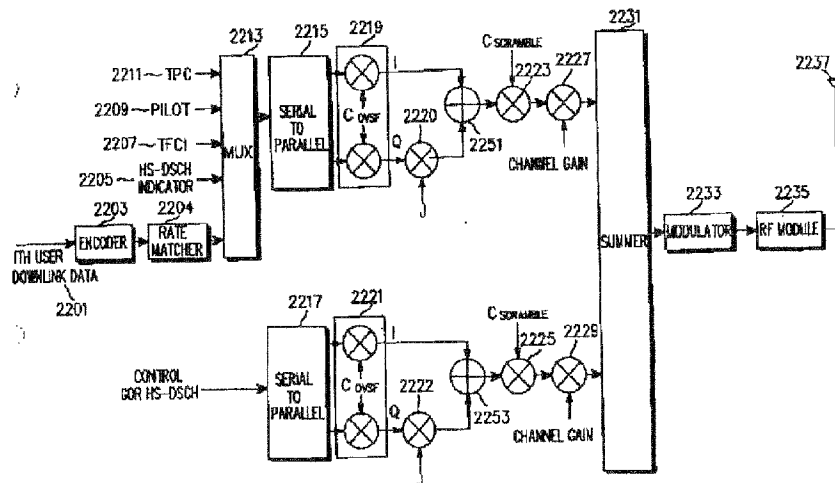 2213
2215
2219
2211 TPC
2209 PILOT
2207 TFCI
2205 HS-DSCH
INDICATOR
2203
2204
ENCODER
RATE
MATCHER
ITH USER
DOWNLINK DATA
2201
MUX
SERIAL
TO
PARALLEL
I
C OVSF
Q
2220
J
2251
C SCRAMBLE
2223
2227
CHANNEL GAIN
2231
SUMMER
2237
2233
MODULATOR
2235
RF MODULE
2217
2221
CONTROL
GOR HS-DSCH
SERIAL
TO
PARALLEL
I
C OVSF
Q
2222
2253
C SCRAMBLE
2225
2229
CHANNEL GAIN